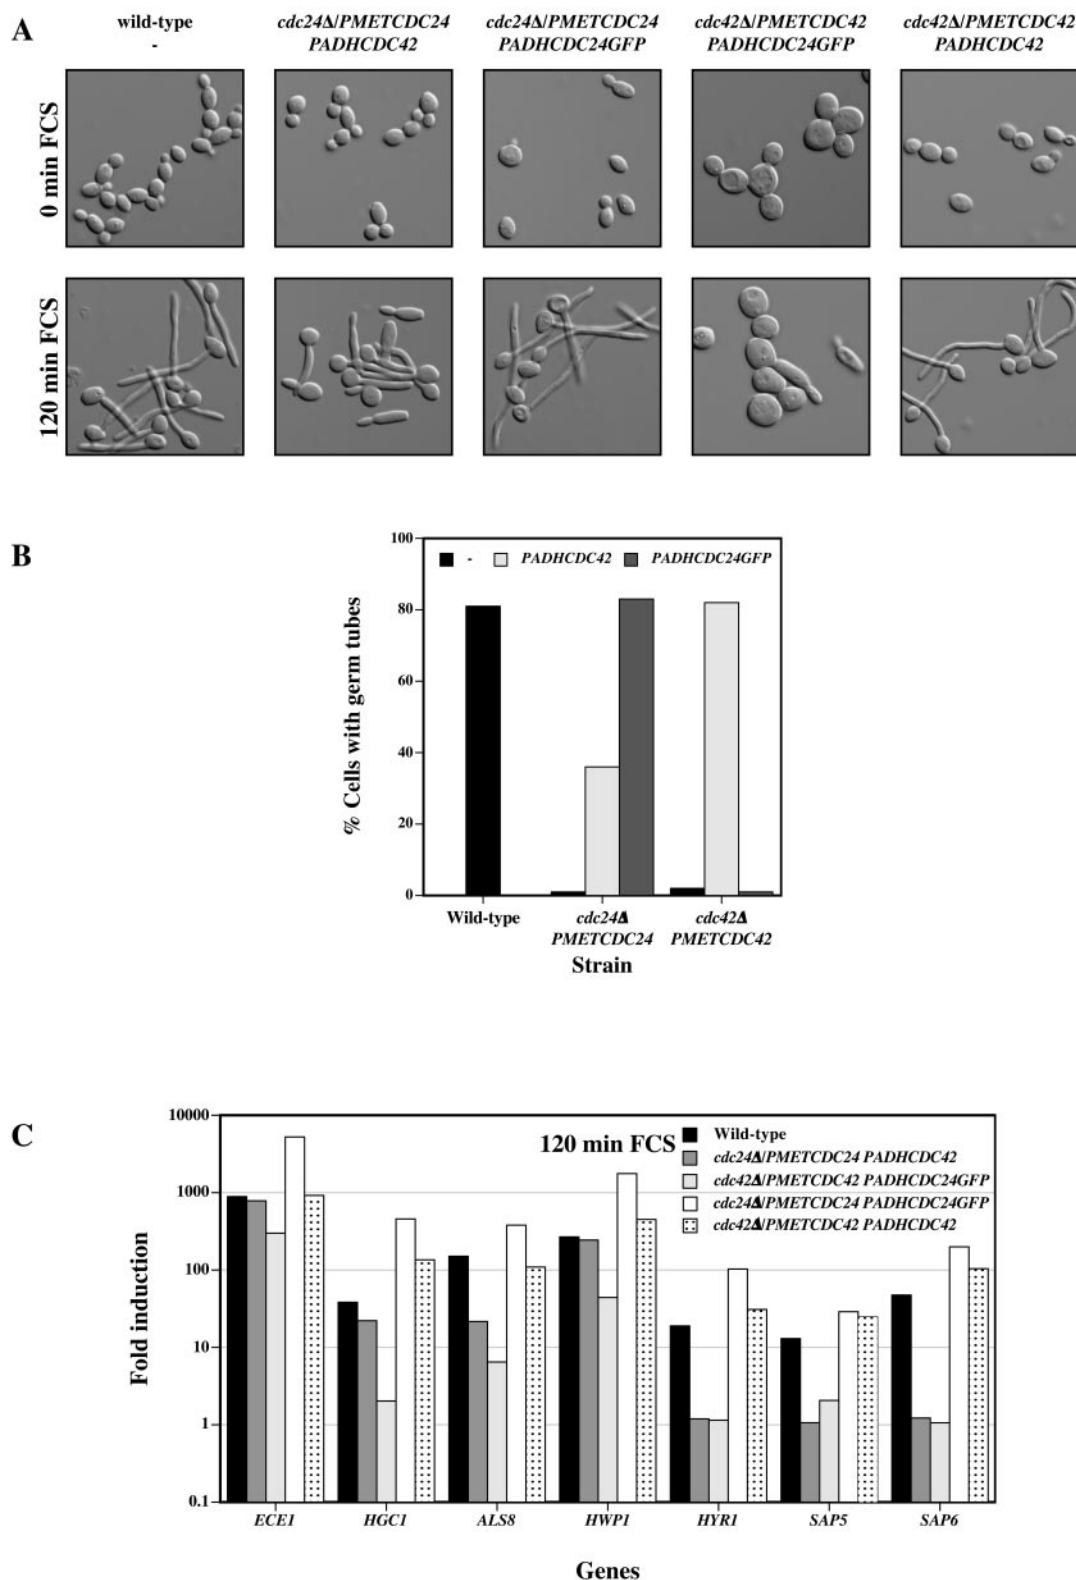 A
wild-type
-
cdc24Δ/PMETCDC24
PADHCDC42
cdc24Δ/PMETCDC24
PADHCDC24GFP
cdc42Δ/PMETCDC42
PADHCDC24GFP
cdc42Δ/PMETCDC42
PADHCDC42
0 min FCS
120 min FCS
B
% Cells with germ tubes
100
80
60
40
20
0
- PADHCDC42 PADHCDC24GFP
Wild-type
cdc24Δ
PMETCDC24
cdc42Δ
PMETCDC42
Strain
C
Fold induction
10000
1000
100
10
1
0.1
120 min FCS
Wild-type
cdc24Δ/PMETCDC24 PADHCDC42
cdc42Δ/PMETCDC42 PADHCDC24GFP
cdc24Δ/PMETCDC24 PADHCDC24GFP
cdc42Δ/PMETCDC42 PADHCDC42
ECE1 HGC1 ALS8 HWP1 HYR1 SAP5 SAP6
Genes